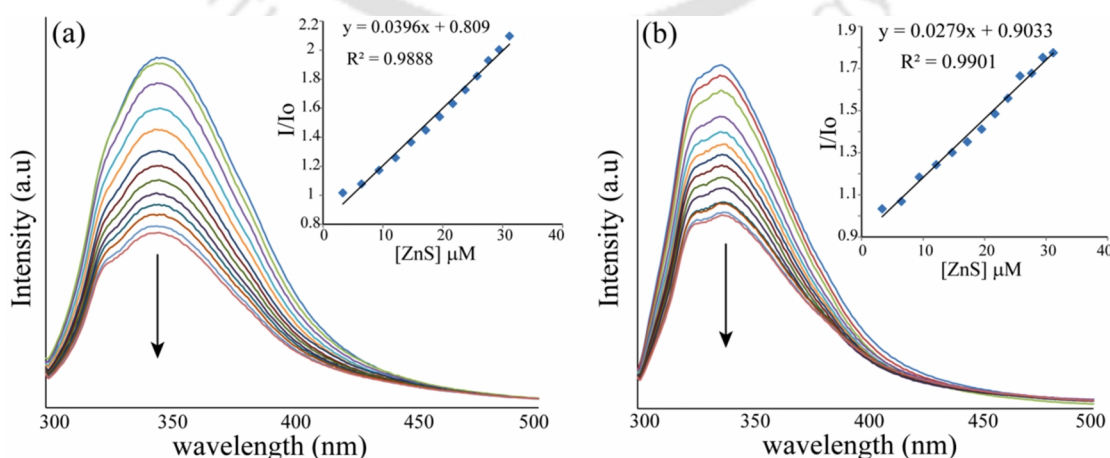 (a)
y = 0.0396x + 0.809
R² = 0.9888
I/Io
2.2
2
1.8
1.6
1.4
1.2
1
0.8
0
10
20
30
40
[ZnS] μM
Intensity (a.u)
300
350
400
450
500
wavelength (nm)
(b)
y = 0.0279x + 0.9033
R² = 0.9901
I/Io
1.9
1.7
1.5
1.3
1.1
0.9
0
10
20
30
40
[ZnS] μM
Intensity (a.u)
300
350
400
450
500
wavelength (nm)